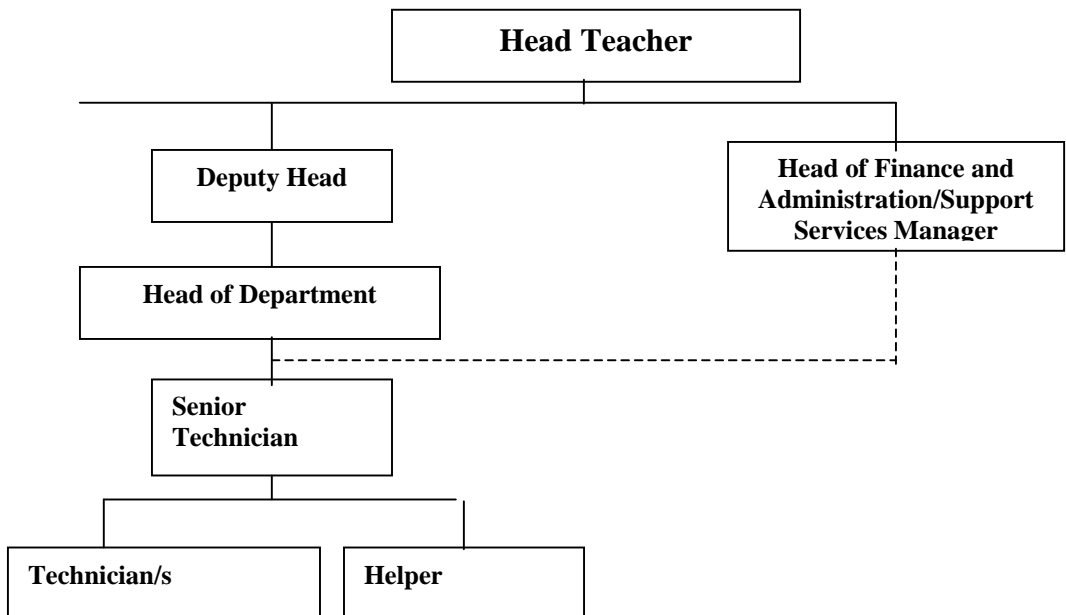 Head Teacher
Deputy Head
Head of Finance and
Administration/Support
Services Manager
Head of Department
Senior
Technician
Technician/s
Helper